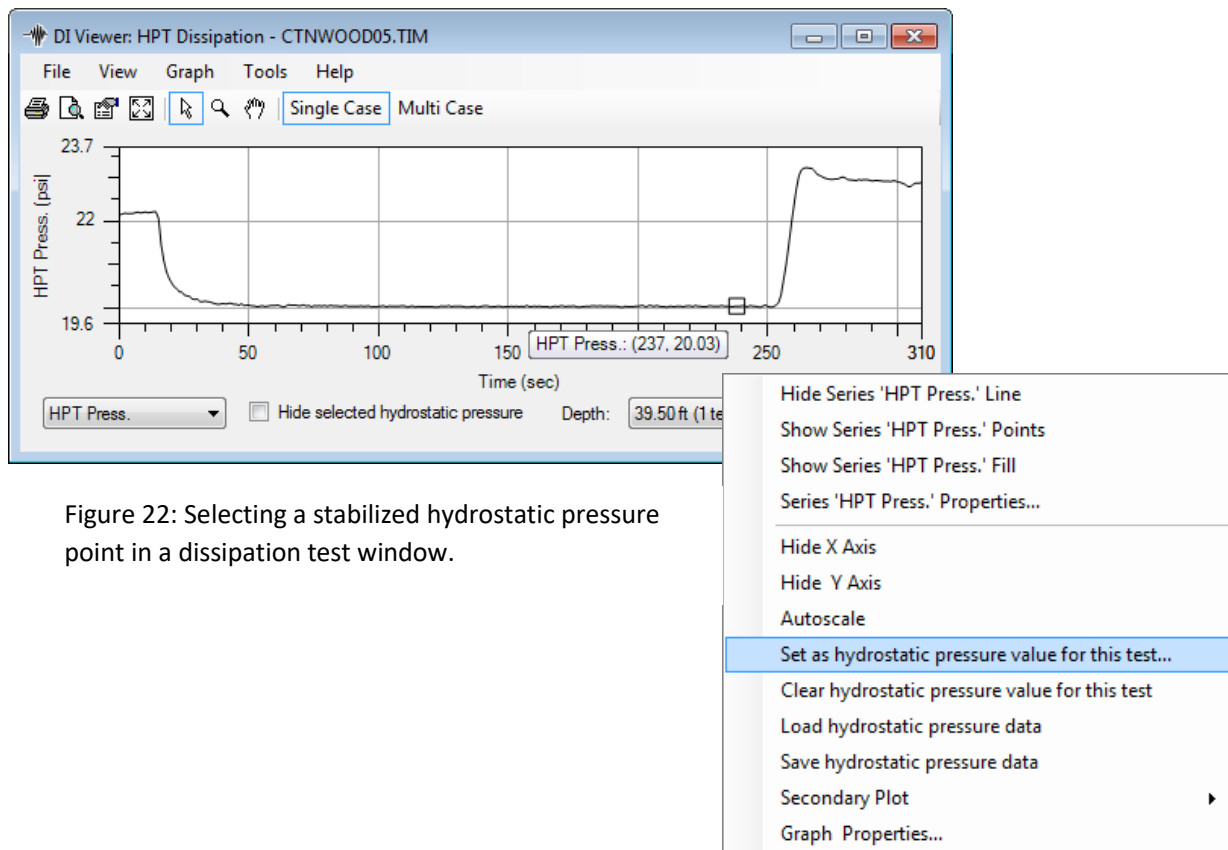 DI Viewer: HPT Dissipation - CTNWOOD05.TIM
File View Graph Tools Help
Single Case Multi Case
HPT Press. (psi)
23.7
22
19.6
0 50 100 150 250 310
HPT Press.: (237, 20.03)
Time (sec)
HPT Press. Hide selected hydrostatic pressure Depth: 39.50 ft (1 te
Hide Series 'HPT Press.' Line
Show Series 'HPT Press.' Points
Show Series 'HPT Press.' Fill
Series 'HPT Press.' Properties...
Hide X Axis
Hide Y Axis
Autoscale
Set as hydrostatic pressure value for this test...
Clear hydrostatic pressure value for this test
Load hydrostatic pressure data
Save hydrostatic pressure data
Secondary Plot
Graph Properties...
Figure 22: Selecting a stabilized hydrostatic pressure
point in a dissipation test window.